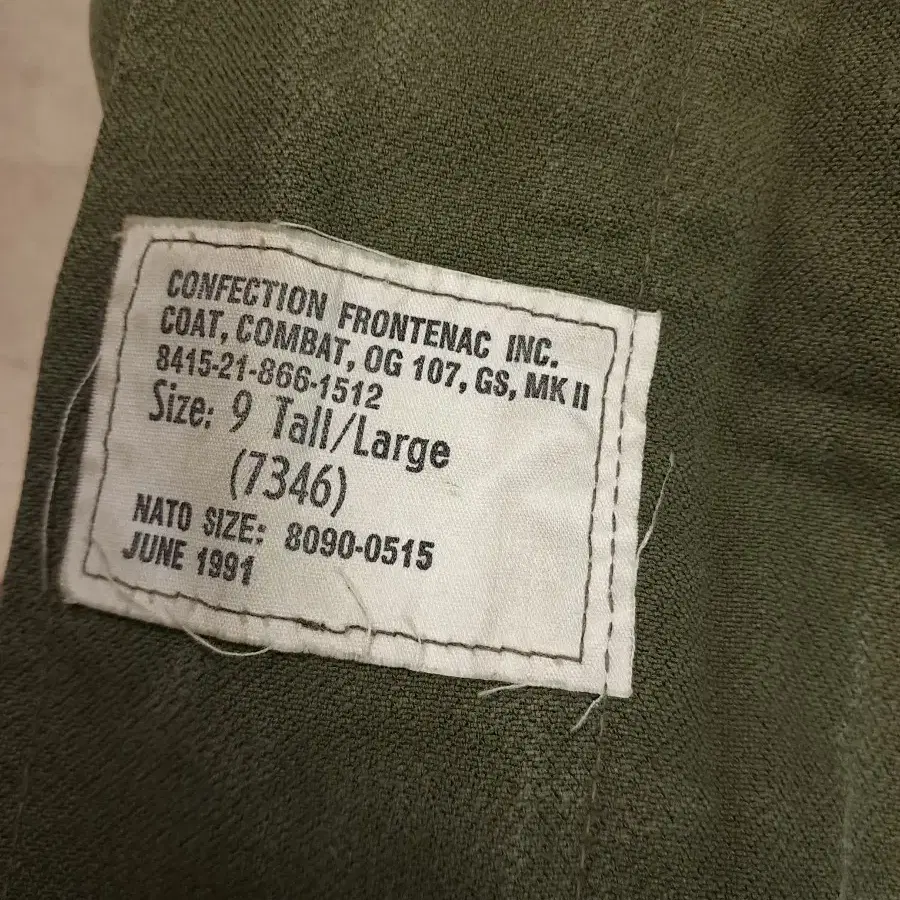 CONFECTION FRONTENAC INC.
COAT, COMBAT, OG 107, GS, MK II
8415-21-866-1512
Size: 9 Tall/Large
(7346)
NATO SIZE: 8090-0515
JUNE 1991